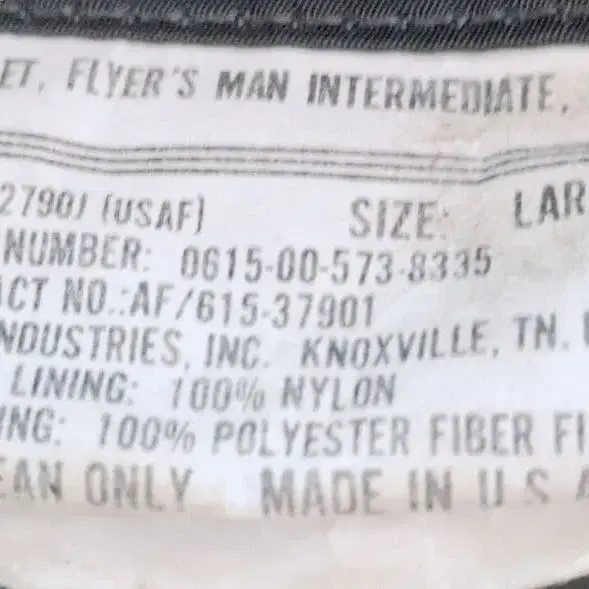 ET, FLYER'S MAN INTERMEDIATE,
2790J (USAF) SIZE: LAR
NUMBER: 0615-00-573-8335
ACT NO.:AF/615-37901
NDUSTRIES, INC. KNOXVILLE, TN.
LINING: 100% NYLON
NG: 100% POLYESTER FIBER FI
EAN ONLY MADE IN U S A